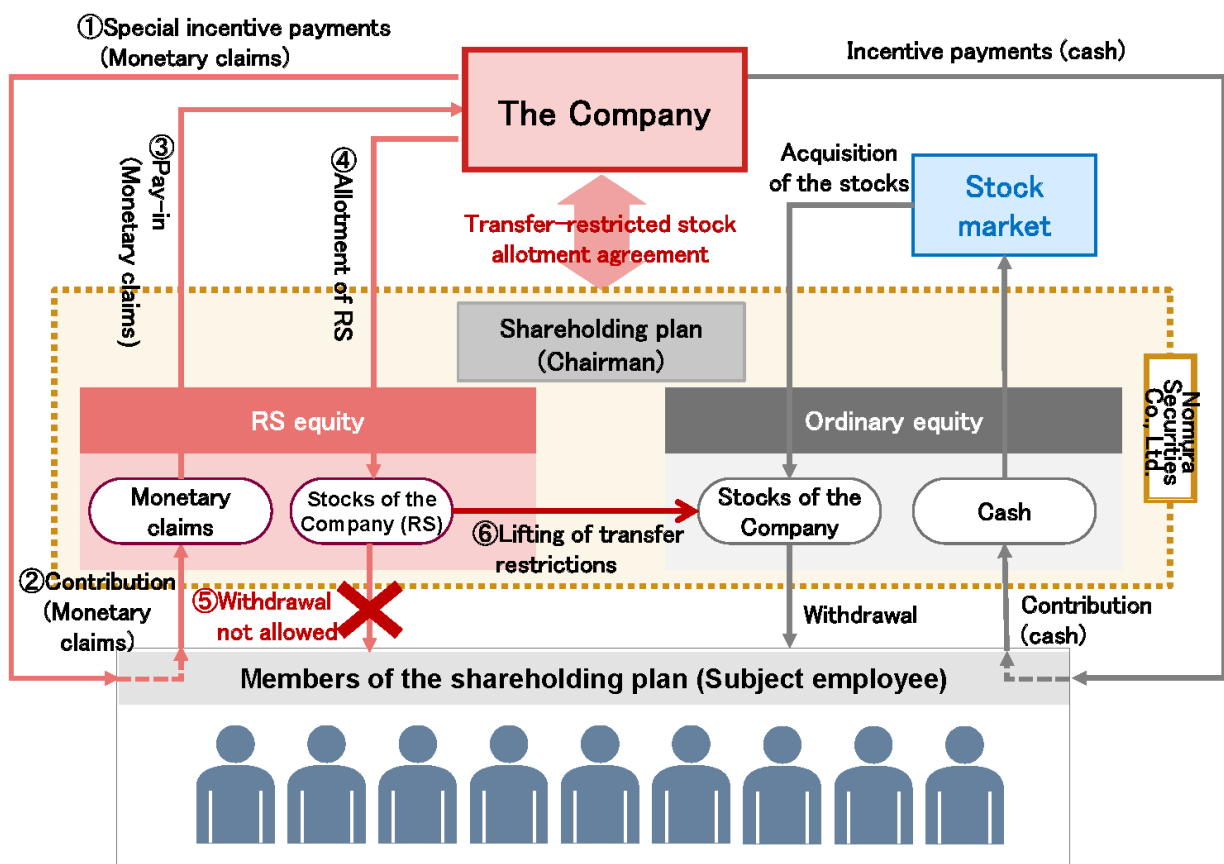 ①Special incentive payments
(Monetary claims)
The Company
Incentive payments (cash)
③Pay-in
(Monetary claims)
④Allotment of RS
Transfer-restricted stock
allotment agreement
Acquisition
of the stocks
Stock
market
Shareholding plan
(Chairman)
Nomura
Securities
Co., Ltd.
RS equity
Ordinary equity
Monetary
claims
Stocks of the
Company (RS)
Stocks of the
Company
Cash
⑥Lifting of transfer
restrictions
②Contribution
(Monetary
claims)
⑤Withdrawal
not allowed
Withdrawal
Contribution
(cash)
Members of the shareholding plan (Subject employee)